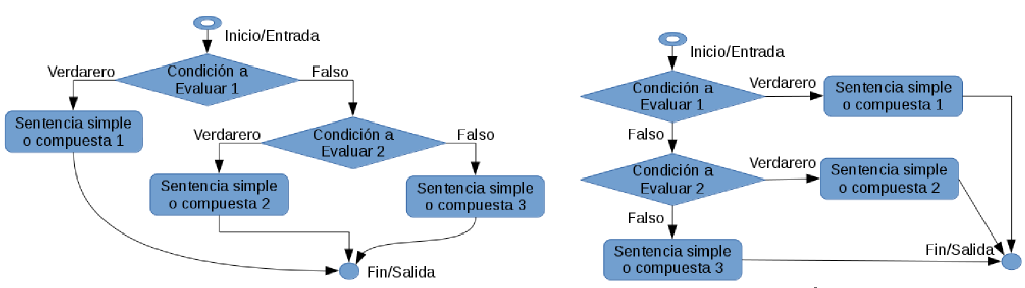 Inicio/Entrada
Condición a
Evaluar 1
Verdarero
Falso
Sentencia simple
o compuesta 1
Condición a
Evaluar 2
Verdarero
Falso
Sentencia simple
o compuesta 2
Sentencia simple
o compuesta 3
Fin/Salida
Inicio/Entrada
Condición a
Evaluar 1
Verdarero
Sentencia simple
o compuesta 1
Falso
Condición a
Evaluar 2
Verdarero
Sentencia simple
o compuesta 2
Falso
Sentencia simple
o compuesta 3
Fin/Salida